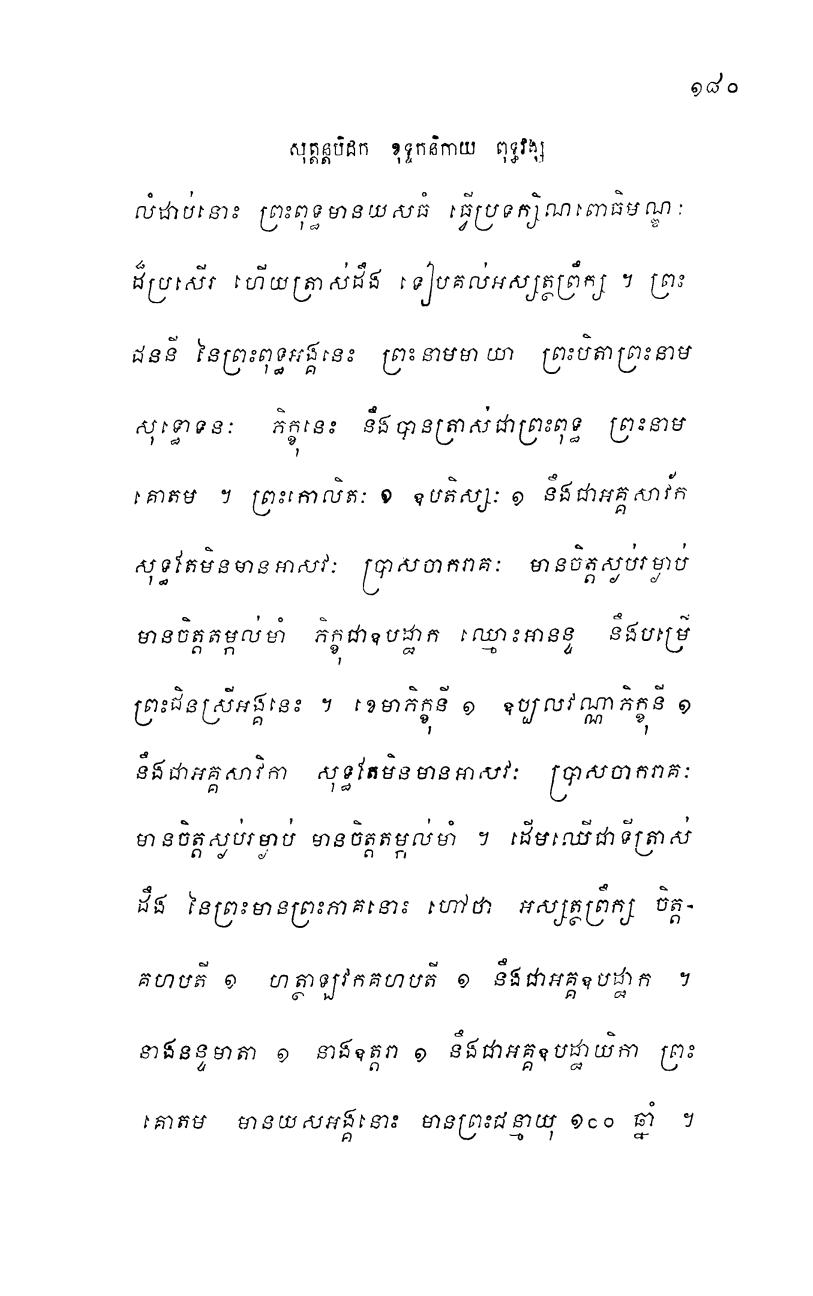 ១៨០
សុត្តន្តបិដក ខុទ្ទកនិកាយ ពុទ្ធវង្ស
លំដាប់នោះ ព្រះពុទ្ធមានយសធំ ធ្វើប្រទក្សិណពោធិមណ្ឌៈ
ដ៏ប្រសើរ ហើយត្រាស់ដឹង ទៀបគល់អស្សត្ថព្រឹក្ស ។ ព្រះ
ជននី នៃព្រះពុទ្ធអង្គនេះ ព្រះនាមមាយា ព្រះបិតាព្រះនាម
សុទ្ធោទនៈ ភិក្ខុនេះ នឹងបានត្រាស់ជាព្រះពុទ្ធ ព្រះនាម
គោតម ។ ព្រះកោលិតៈ ១ ឧបតិស្សៈ ១ នឹងជាអគ្គសាវ័ក
សុទ្ធតែមិនមានអាសវៈ ប្រាសចាករាគៈ មានចិត្តស្ងប់រម្ងាប់
មានចិត្តតម្កល់មាំ ភិក្ខុជាឧបដ្ឋាក ឈ្មោះអានន្ទ នឹងបម្រើ
ព្រះជិនស្រីអង្គនេះ ។ ខេមាភិក្ខុនី ១ ឧប្បលវណ្ណាភិក្ខុនី ១
នឹងជាអគ្គសាវិកា សុទ្ធតែមិនមានអាសវៈ ប្រាសចាករាគៈ
មានចិត្តស្ងប់រម្ងាប់ មានចិត្តតម្កល់មាំ ។ ដើមឈើជាទីត្រាស់
ដឹង នៃព្រះមានព្រះភាគនោះ ហៅថា អស្សត្ថព្រឹក្ស ចិត្ត-
គហបតី ១ ហត្ថាឡវកគហបតី ១ នឹងជាអគ្គឧបដ្ឋាក ។
នាងនន្ទមាតា ១ នាងឧត្តរា ១ នឹងជាអគ្គឧបដ្ឋាយិកា ព្រះ
គោតម មានយសអង្គនោះ មានព្រះជន្មាយុ ១០០ ឆ្នាំ ។